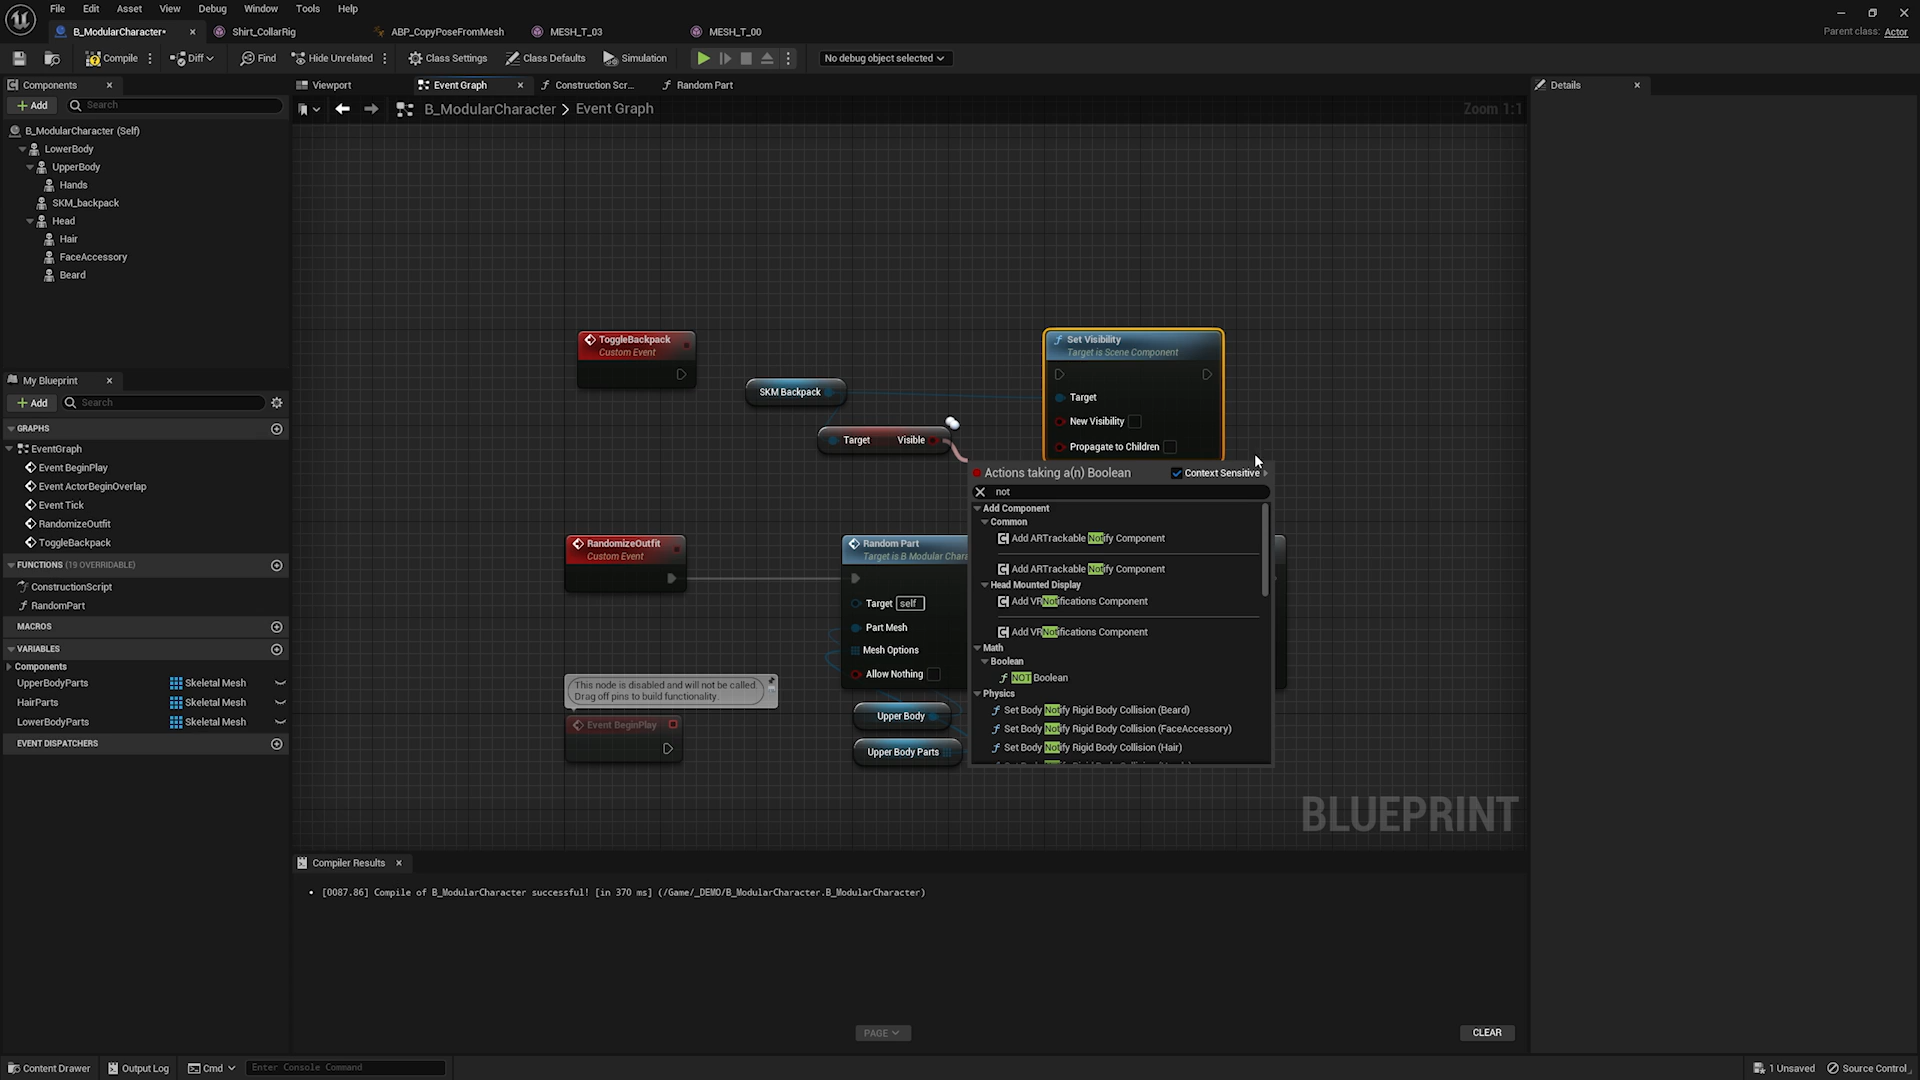 File Edit Asset View Window Debug Tools Help
B_ModularCharacter•
Shirt_CollarRig
ABP_CopyPoseFromMesh
MESH_T_03
MESH_T_00
Parent class: Actor
Compile
Diff
Find
Hide Unrelated
Class Settings
Class Defaults
Simulation
No debug object selected
Components
Add
Search
B_ModularCharacter (Self)
LowerBody
UpperBody
Hands
SKM_backpack
Head
Hair
FaceAccessory
Beard
My Blueprint
Add
Search
GRAPHS
EventGraph
Event BeginPlay
Event ActorBeginOverlap
Event Tick
RandomizeOutfit
ToggleBackpack
FUNCTIONS (19 OVERRIDABLE)
ConstructionScript
RandomPart
MACROS
VARIABLES
Components
UpperBodyParts Skeletal Mesh
HairParts Skeletal Mesh
LowerBodyParts Skeletal Mesh
EVENT DISPATCHERS
Viewport
Event Graph
Construction Scr...
Random Part
B_ModularCharacter > Event Graph
Zoom 1:1
ToggleBackpack
Custom Event
SKM Backpack
Target Visible
Set Visibility
Target is Scene Component
Target
New Visibility
Propagate to Children
RandomizeOutfit
Custom Event
Random Part
Target is B Modular Chara
Target self
Part Mesh
Mesh Options
Allow Nothing
Upper Body
Upper Body Parts
This node is disabled and will not be called.
Drag off pins to build functionality.
Event BeginPlay
Actions taking a(n) Boolean
Context Sensitive
not
Add Component
Common
Add ARTrackable Notify Component
Add ARTrackable Notify Component
Head Mounted Display
Add VRNotifications Component
Add VRNotifications Component
Math
Boolean
NOT Boolean
Physics
Set Body Notify Rigid Body Collision (Beard)
Set Body Notify Rigid Body Collision (FaceAccessory)
Set Body Notify Rigid Body Collision (Hair)
BLUEPRINT
Details
Compiler Results
• [0087.86] Compile of B_ModularCharacter successful! [in 370 ms] (/Game/_DEMO/B_ModularCharacter.B_ModularCharacter)
PAGE
CLEAR
Content Drawer
Output Log
Cmd
Enter Console Command
1 Unsaved
Source Control